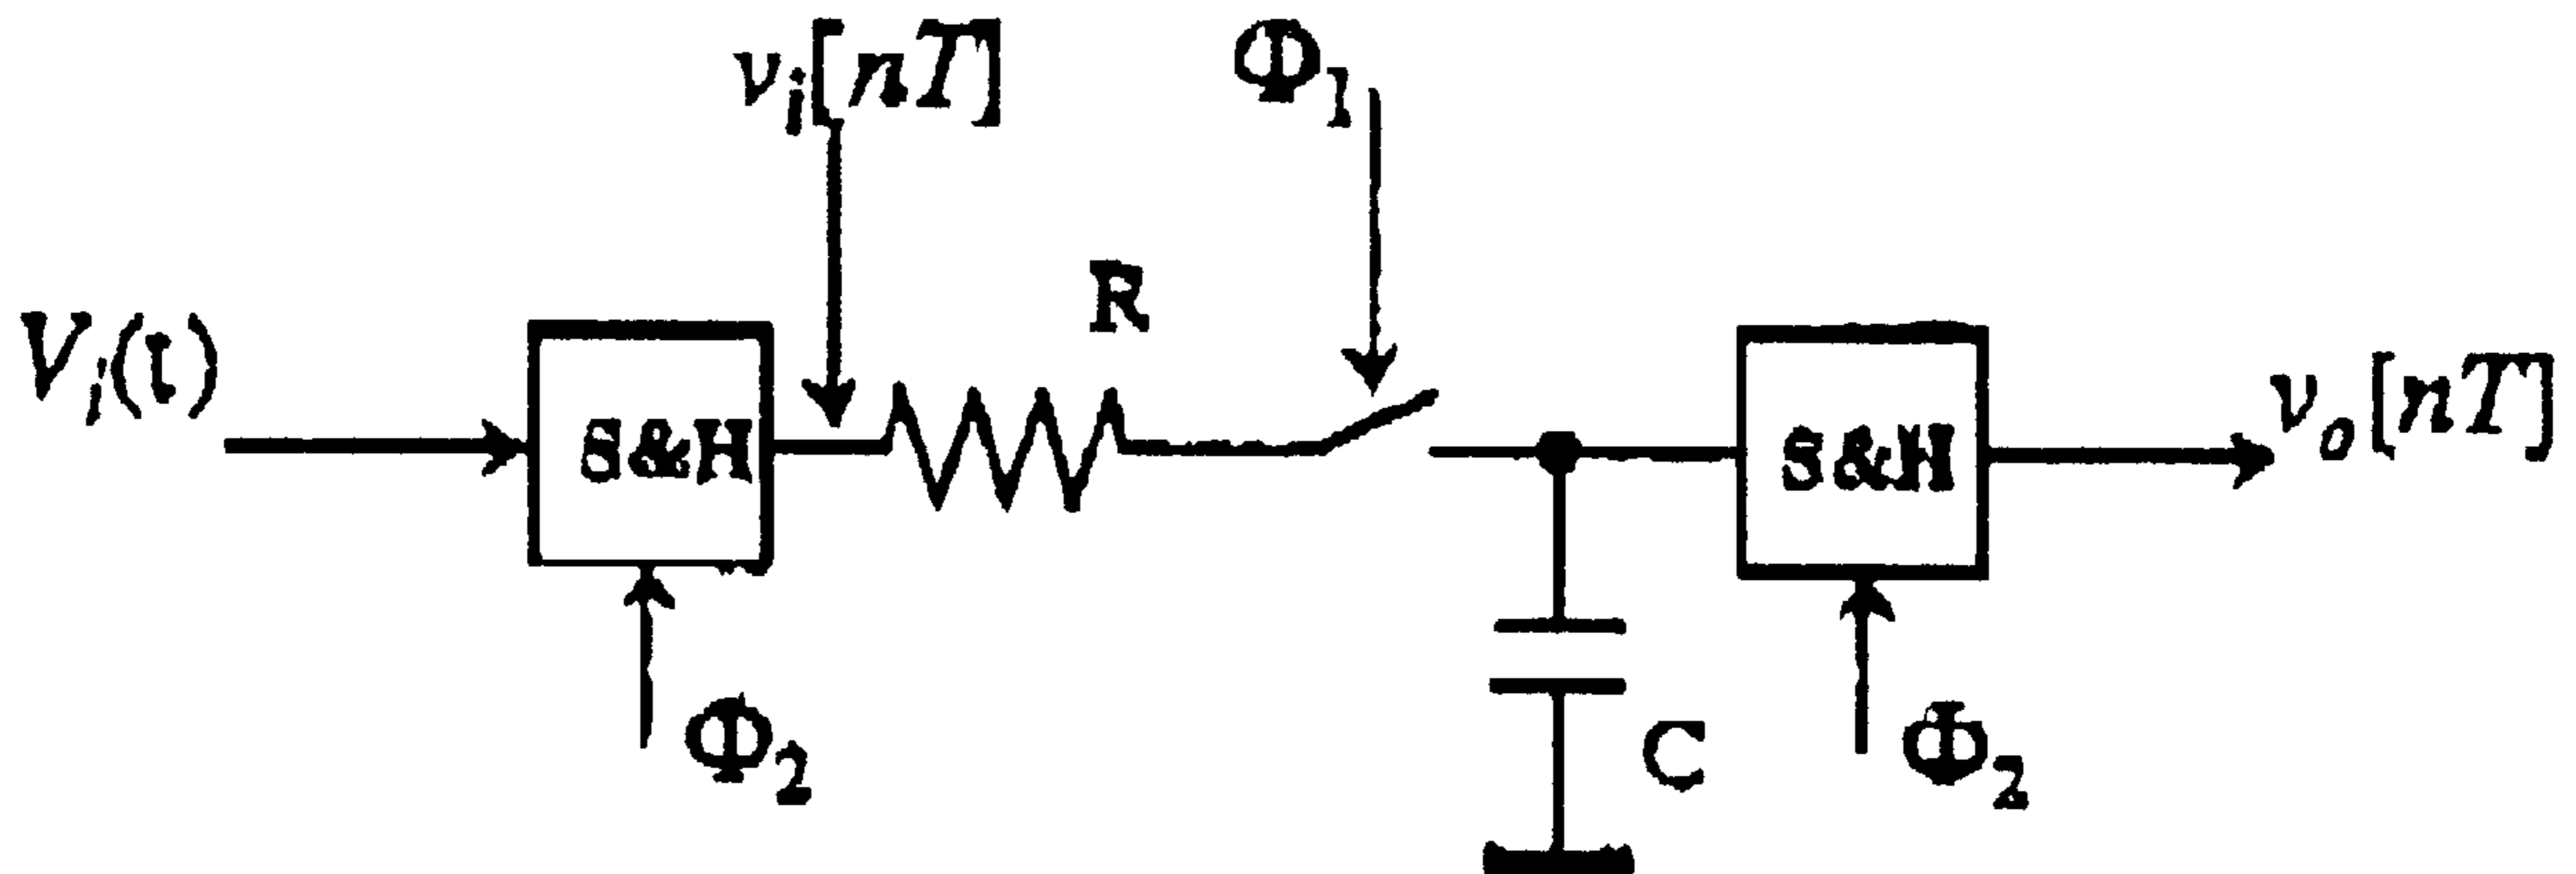 v_i[nT]
Φ_1
R
V_i(t)
S&H
S&H
v_o[nT]
Φ_2
C
Φ_2